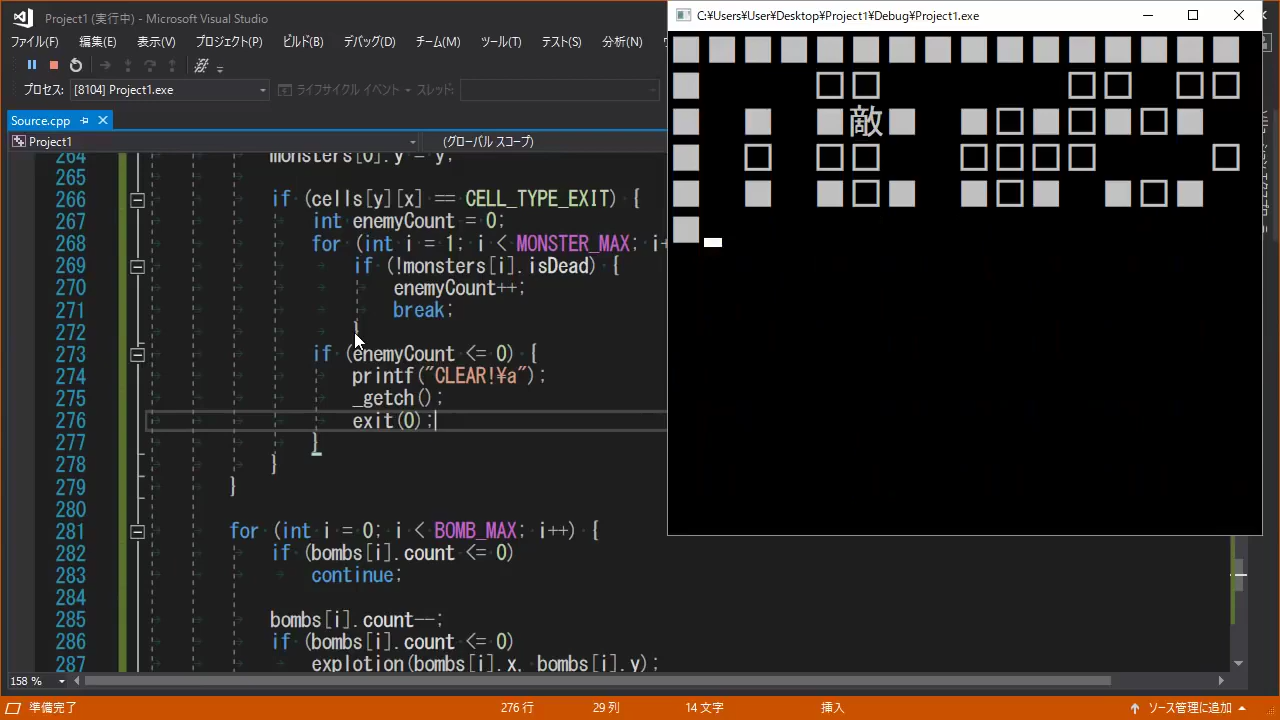 Project1 (実行中) - Microsoft Visual Studio
ファイル(F) 編集(E) 表示(V) プロジェクト(P) ビルド(B) デバッグ(D) チーム(M) ツール(T) テスト(S) 分析(N)
プロセス: [8104] Project1.exe ライフサイクル イベント スレッド:
Source.cpp
Project1 (グローバル スコープ)
264 monsters[0].y = y;
265
266 if (cells[y][x] == CELL_TYPE_EXIT) {
267 int enemyCount = 0;
268 for (int i = 1; i < MONSTER_MAX; i+
269 if (!monsters[i].isDead) {
270 enemyCount++;
271 break;
272 }
273 if (enemyCount <= 0) {
274 printf("CLEAR!¥a");
275 _getch();
276 exit(0);
277 }
278 }
279 }
280
281 for (int i = 0; i < BOMB_MAX; i++) {
282 if (bombs[i].count <= 0)
283 continue;
284
285 bombs[i].count--;
286 if (bombs[i].count <= 0)
287 explotion(bombs[i].x, bombs[i].y);
158 %
準備完了 276 行 29 列 14 文字 挿入 ソース管理に追加
C:¥Users¥User¥Desktop¥Project1¥Debug¥Project1.exe
■■■■■■■■■■■■■■■■
■　　　□□　　　　　□□　□□
■　■　■敵■　■□■□■□■
■　□　□□　　□□□□　　　□
■　■　■□■　■□■　■□■
■